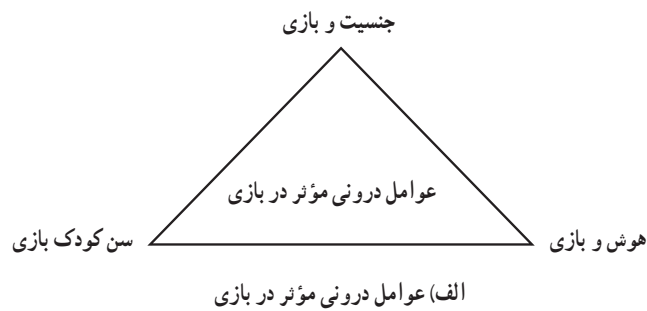 جنسیت و بازی
عوامل درونی مؤثر در بازی
هوش و بازی
سن کودک بازی
الف) عوامل درونی مؤثر در بازی